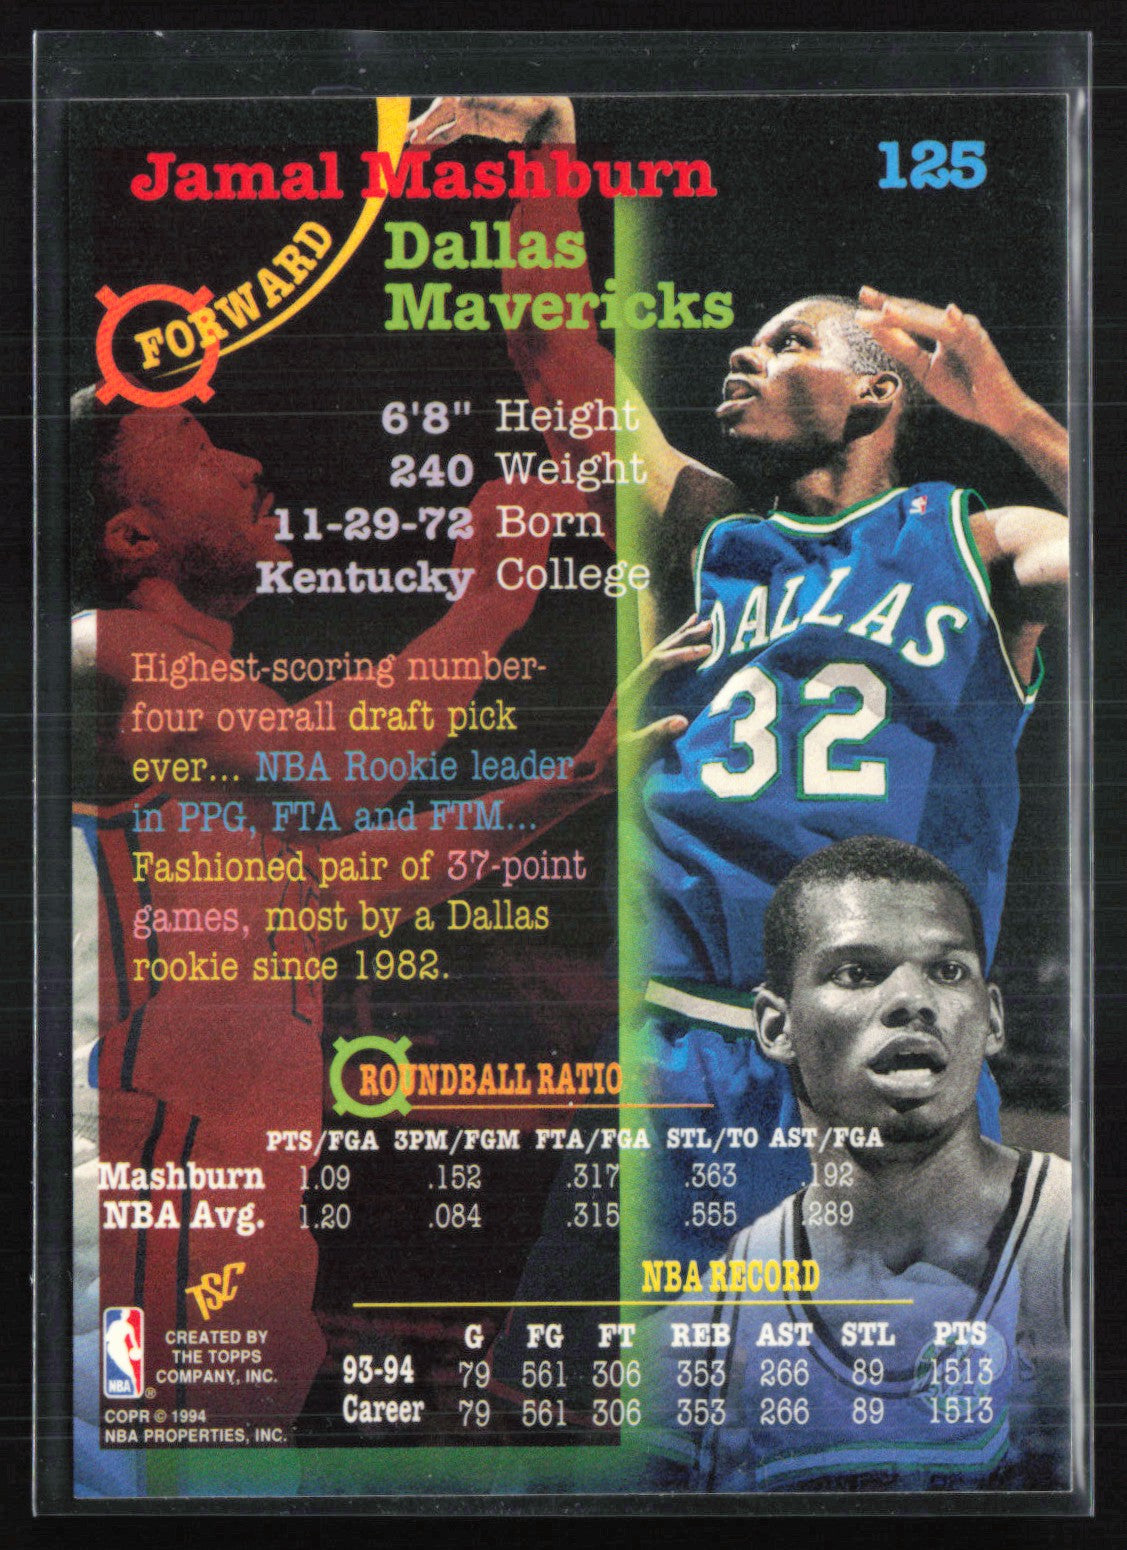 Jamal Mashburn 125
Dallas
Mavericks
FORWARD
6'8" Height
240 Weight
11-29-72 Born
Kentucky College
Highest-scoring number-
four overall draft pick
ever... NBA Rookie leader
in PPG, FTA and FTM...
Fashioned pair of 37-point
games, most by a Dallas
rookie since 1982.
DALLAS
32
ROUNDBALL RATIO
PTS/FGA 3PM/FGM FTA/FGA STL/TO AST/FGA
Mashburn 1.09 .152 .317 .363 .192
NBA Avg. 1.20 .084 .315 .555 .289
NBA RECORD
G FG FT REB AST STL PTS
93-94 79 561 306 353 266 89 1513
Career 79 561 306 353 266 89 1513
TSC
CREATED BY
THE TOPPS
COMPANY, INC.
NBA ®
COPR © 1994
NBA PROPERTIES, INC.